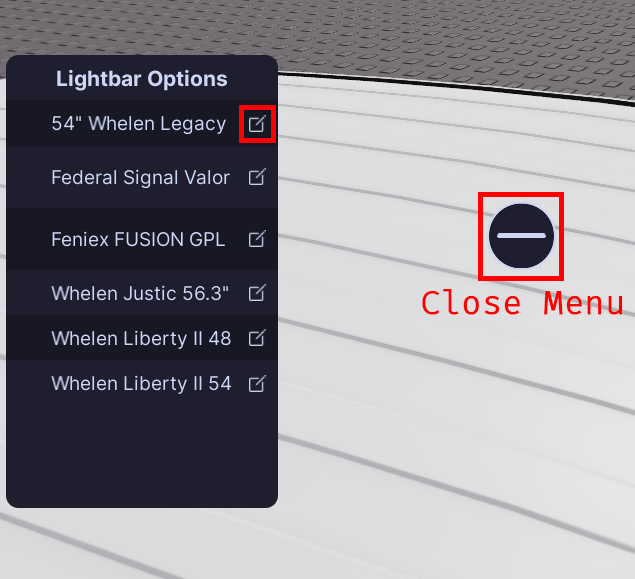 Lightbar Options
54" Whelen Legacy
Federal Signal Valor
Feniex FUSION GPL
Whelen Justic 56.3"
Whelen Liberty II 48
Whelen Liberty II 54
Close Menu